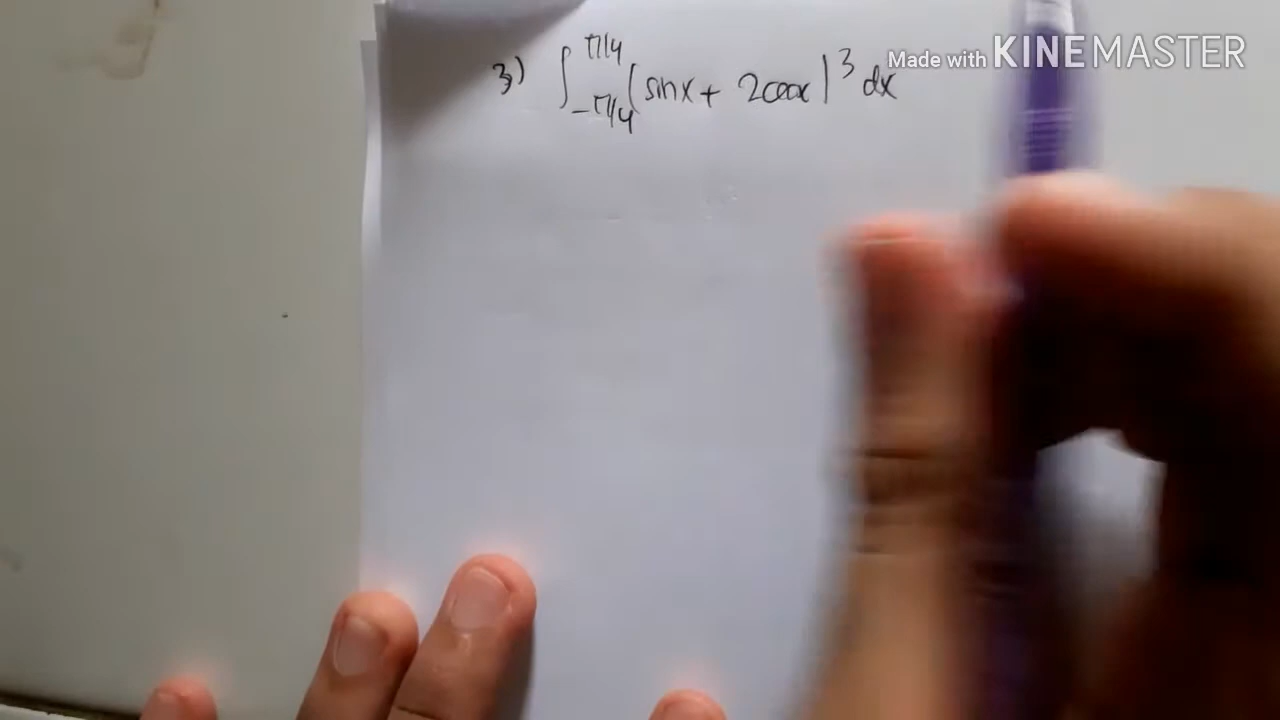 Made with KINEMASTER
3) ∫_{-π/4}^{π/4} (sinx + 2cosx)^3 dx